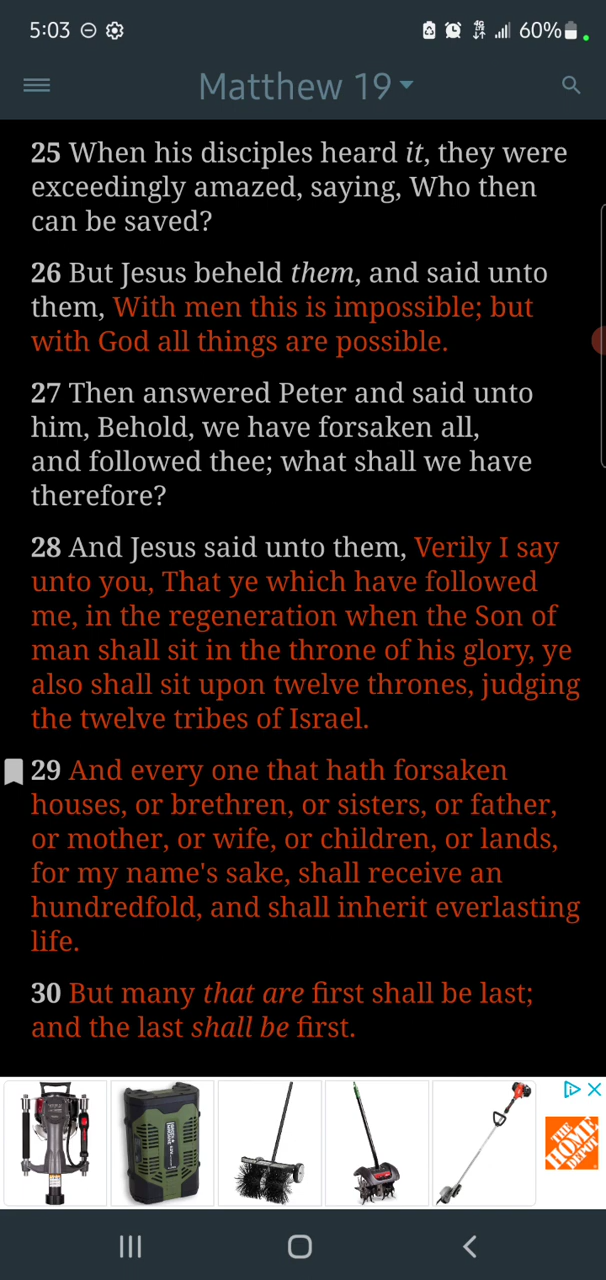 5:03 60%
Matthew 19
25 When his disciples heard it, they were
exceedingly amazed, saying, Who then
can be saved?
26 But Jesus beheld them, and said unto
them, With men this is impossible; but
with God all things are possible.
27 Then answered Peter and said unto
him, Behold, we have forsaken all,
and followed thee; what shall we have
therefore?
28 And Jesus said unto them, Verily I say
unto you, That ye which have followed
me, in the regeneration when the Son of
man shall sit in the throne of his glory, ye
also shall sit upon twelve thrones, judging
the twelve tribes of Israel.
29 And every one that hath forsaken
houses, or brethren, or sisters, or father,
or mother, or wife, or children, or lands,
for my name's sake, shall receive an
hundredfold, and shall inherit everlasting
life.
30 But many that are first shall be last;
and the last shall be first.
THE
HOME
DEPOT